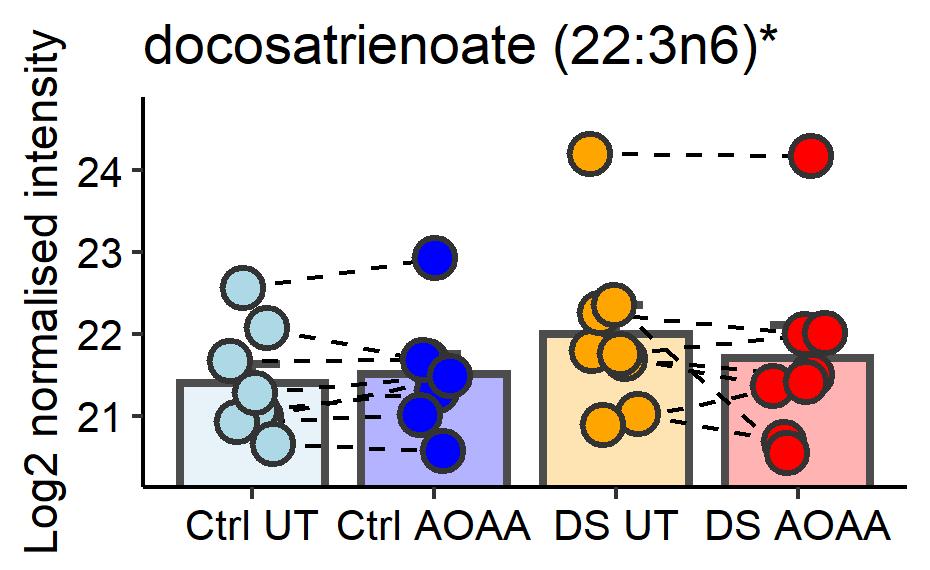 docosatrienoate (22:3n6)*
Log2 normalised intensity
24
23
22
21
Ctrl UT
Ctrl AOAA
DS UT
DS AOAA